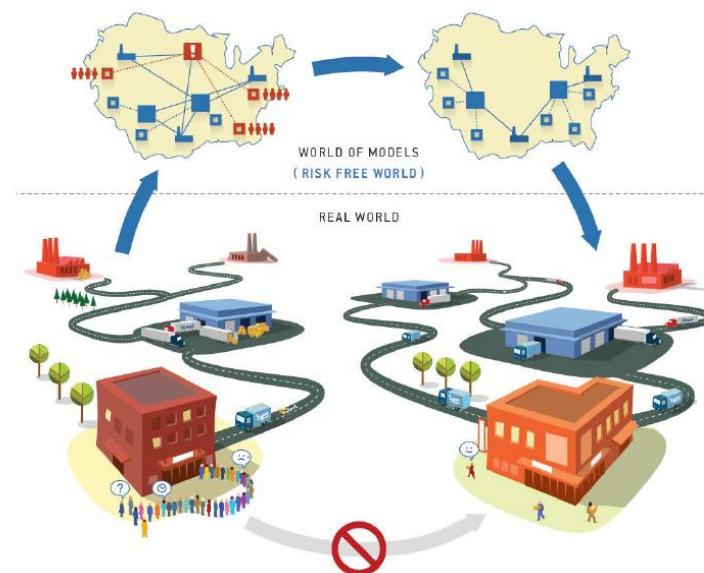 !
WORLD OF MODELS
( RISK FREE WORLD )
REAL WORLD
?